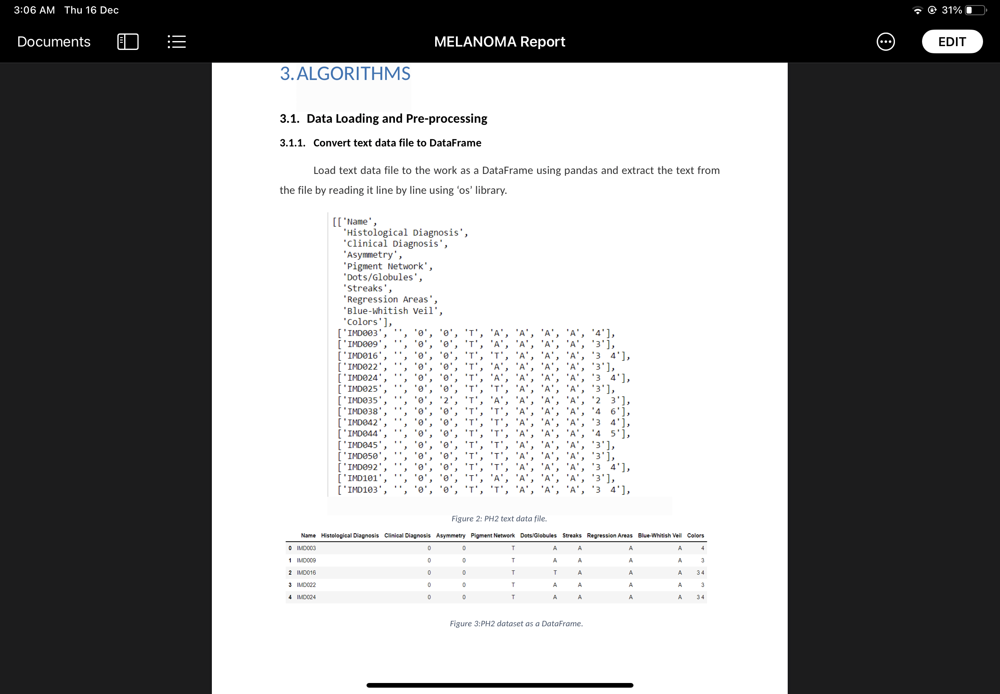 3:06 AM Thu 16 Dec
31%
Documents
MELANOMA Report
EDIT
3. ALGORITHMS
3.1. Data Loading and Pre-processing
3.1.1. Convert text data file to DataFrame
Load text data file to the work as a DataFrame using pandas and extract the text from
the file by reading it line by line using ‘os’ library.
[['Name',
'Histological Diagnosis',
'Clinical Diagnosis',
'Asymmetry',
'Pigment Network',
'Dots/Globules',
'Streaks',
'Regression Areas',
'Blue-Whitish Veil',
'Colors'],
['IMD003', '', '0', '0', 'T', 'A', 'A', 'A', 'A', '4'],
['IMD009', '', '0', '0', 'T', 'A', 'A', 'A', 'A', '3'],
['IMD016', '', '0', '0', 'T', 'T', 'A', 'A', 'A', '3  4'],
['IMD022', '', '0', '0', 'T', 'A', 'A', 'A', 'A', '3'],
['IMD024', '', '0', '0', 'T', 'A', 'A', 'A', 'A', '3  4'],
['IMD025', '', '0', '0', 'T', 'T', 'A', 'A', 'A', '3'],
['IMD035', '', '0', '2', 'T', 'A', 'A', 'A', 'A', '2  3'],
['IMD038', '', '0', '0', 'T', 'T', 'A', 'A', 'A', '4  6'],
['IMD042', '', '0', '0', 'T', 'T', 'A', 'A', 'A', '3  4'],
['IMD044', '', '0', '0', 'T', 'T', 'A', 'A', 'A', '4  5'],
['IMD045', '', '0', '0', 'T', 'T', 'A', 'A', 'A', '3'],
['IMD050', '', '0', '0', 'T', 'T', 'A', 'A', 'A', '3'],
['IMD092', '', '0', '0', 'T', 'T', 'A', 'A', 'A', '3  4'],
['IMD101', '', '0', '0', 'T', 'A', 'A', 'A', 'A', '3'],
['IMD103', '', '0', '0', 'T', 'T', 'A', 'A', 'A', '3  4'],
Figure 2: PH2 text data file.
Name Histological Diagnosis Clinical Diagnosis Asymmetry Pigment Network Dots/Globules Streaks Regression Areas Blue-Whitish Veil Colors
0 IMD003 0 0 T A A A A 4
1 IMD009 0 0 T A A A A 3
2 IMD016 0 0 T T A A A 3 4
3 IMD022 0 0 T A A A A 3
4 IMD024 0 0 T A A A A 3 4
Figure 3:PH2 dataset as a DataFrame.